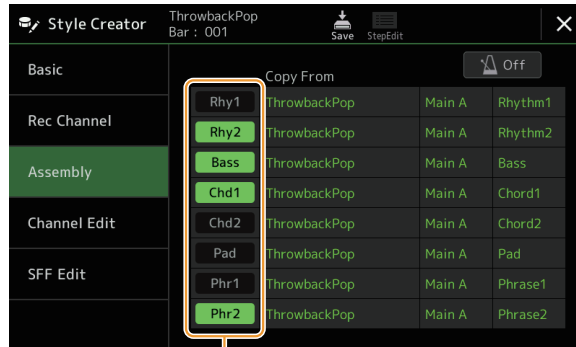 Style Creator
ThrowbackPop
Bar : 001
Save
StepEdit
Basic
Rec Channel
Assembly
Channel Edit
SFF Edit
Copy From
Off
Rhy1 ThrowbackPop Main A Rhythm1
Rhy2 ThrowbackPop Main A Rhythm2
Bass ThrowbackPop Main A Bass
Chd1 ThrowbackPop Main A Chord1
Chd2 ThrowbackPop Main A Chord2
Pad ThrowbackPop Main A Pad
Phr1 ThrowbackPop Main A Phrase1
Phr2 ThrowbackPop Main A Phrase2